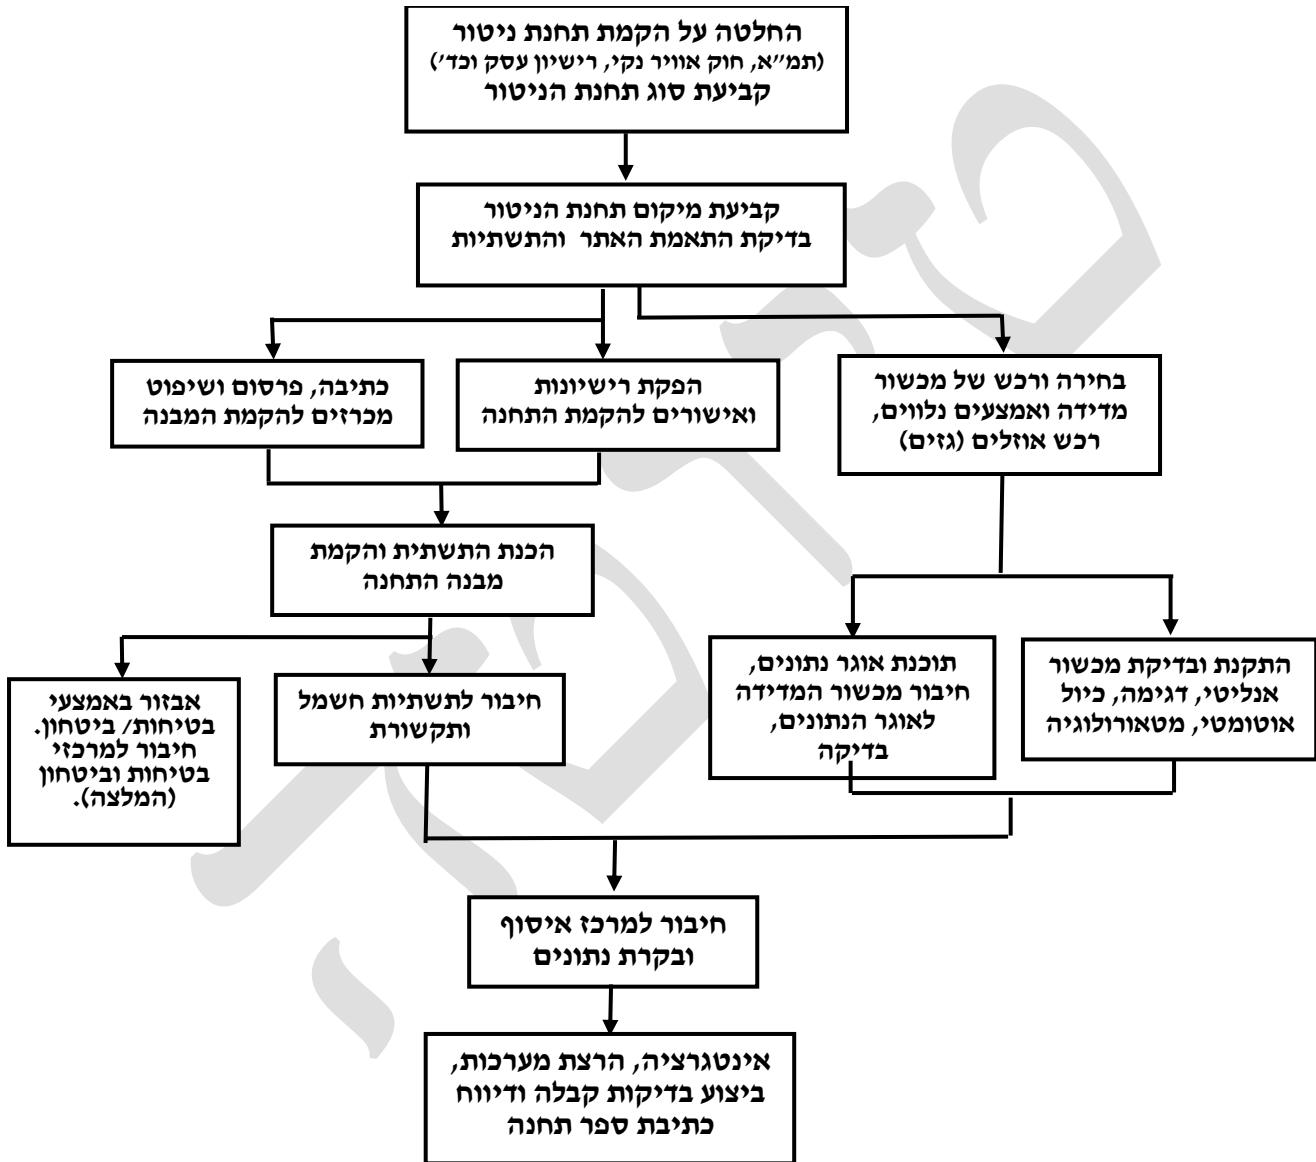 החלטה על הקמת תחנת ניטור
(תמ"א, חוק אוויר נקי, רישיון עסק וכד')
קביעת סוג תחנת הניטור
קביעת מיקום תחנת הניטור
בדיקת התאמת האתר והתשתיות
בחירה ורכש של מכשור
מדידה ואמצעים נלווים,
רכש אוזלים (גזים)
הפקת רישיונות
ואישורים להקמת התחנה
כתיבה, פרסום ושיפוט
מכרזים להקמת המבנה
הכנת התשתית והקמת
מבנה התחנה
התקנת ובדיקת מכשור
אנליטי, דגימה, כיול
אוטומטי, מטאורולוגיה
תוכנת אוגר נתונים,
חיבור מכשור המדידה
לאוגר הנתונים,
בדיקה
חיבור לתשתיות חשמל
ותקשורת
אבזור באמצעי
בטיחות/ ביטחון.
חיבור למרכזי
בטיחות וביטחון
(המלצה).
חיבור למרכז איסוף
ובקרת נתונים
אינטגרציה, הרצת מערכות,
ביצוע בדיקות קבלה ודיווח
כתיבת ספר תחנה